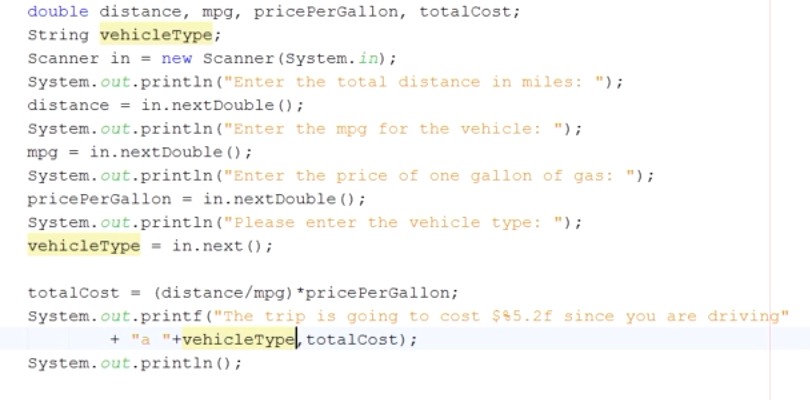 double distance, mpg, pricePerGallon, totalCost;
String vehicleType;
Scanner in = new Scanner(System.in);
System.out.println("Enter the total distance in miles: ");
distance = in.nextDouble();
System.out.println("Enter the mpg for the vehicle: ");
mpg = in.nextDouble();
System.out.println("Enter the price of one gallon of gas: ");
pricePerGallon = in.nextDouble();
System.out.println("Please enter the vehicle type: ");
vehicleType = in.next();
totalCost = (distance/mpg)*pricePerGallon;
System.out.printf("The trip is going to cost $%5.2f since you are driving"
+ "a "+vehicleType,totalCost);
System.out.println();